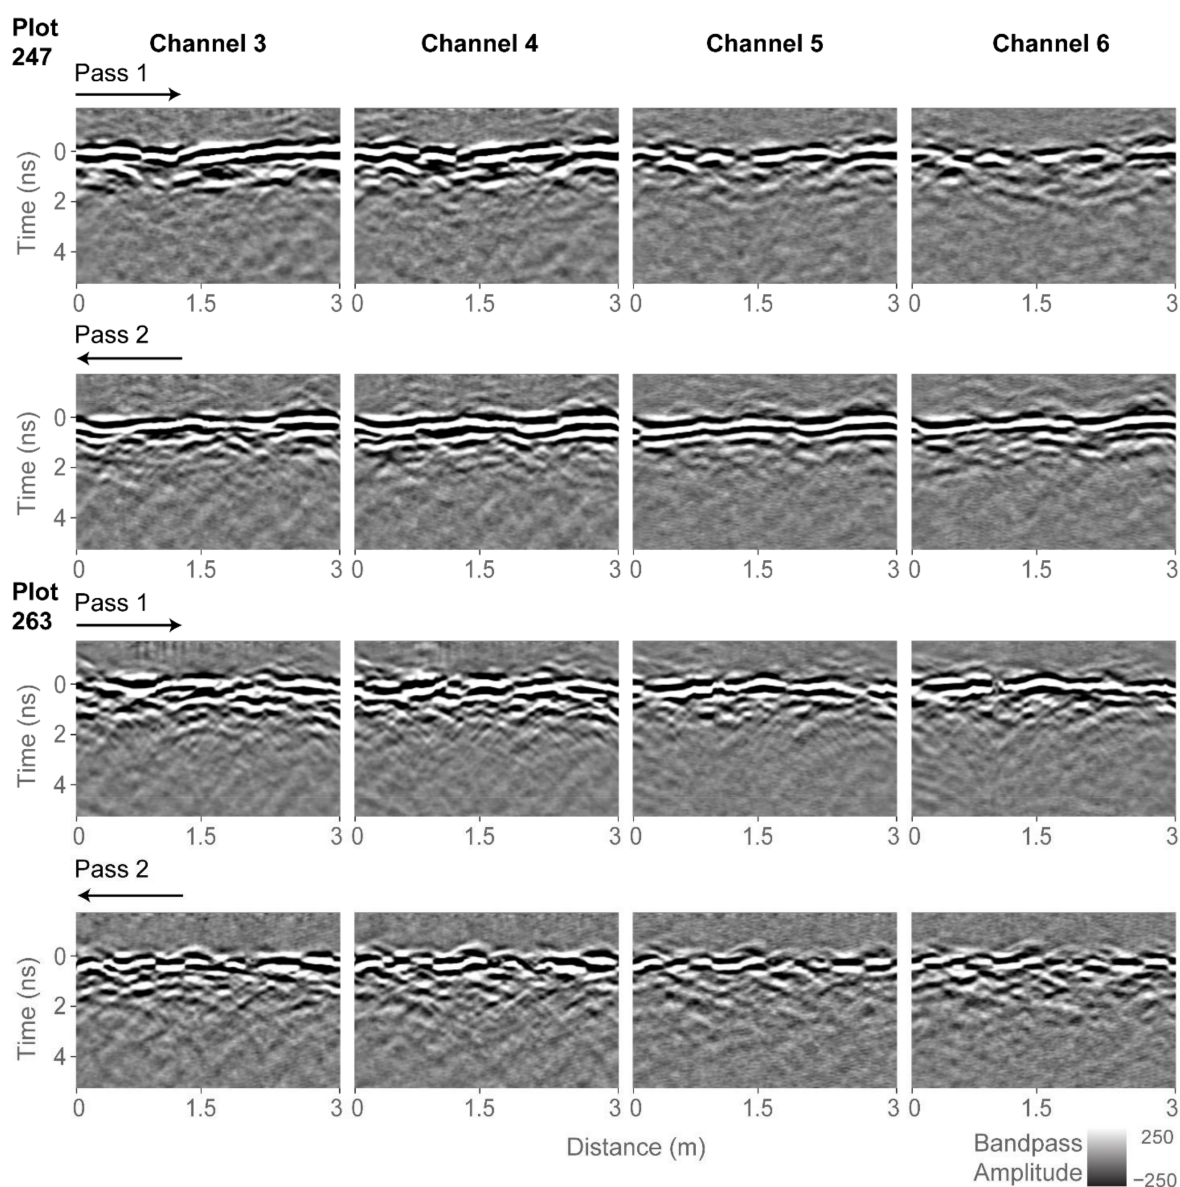 Plot
247
Channel 3
Channel 4
Channel 5
Channel 6
Pass 1
Time (ns)
0
2
4
0 1.5 3
0 1.5 3
0 1.5 3
0 1.5 3
Pass 2
Time (ns)
0
2
4
0 1.5 3
0 1.5 3
0 1.5 3
0 1.5 3
Plot
263
Pass 1
Time (ns)
0
2
4
0 1.5 3
0 1.5 3
0 1.5 3
0 1.5 3
Pass 2
Time (ns)
0
2
4
0 1.5 3
0 1.5 3
0 1.5 3
0 1.5 3
Distance (m)
Bandpass
Amplitude
250
−250